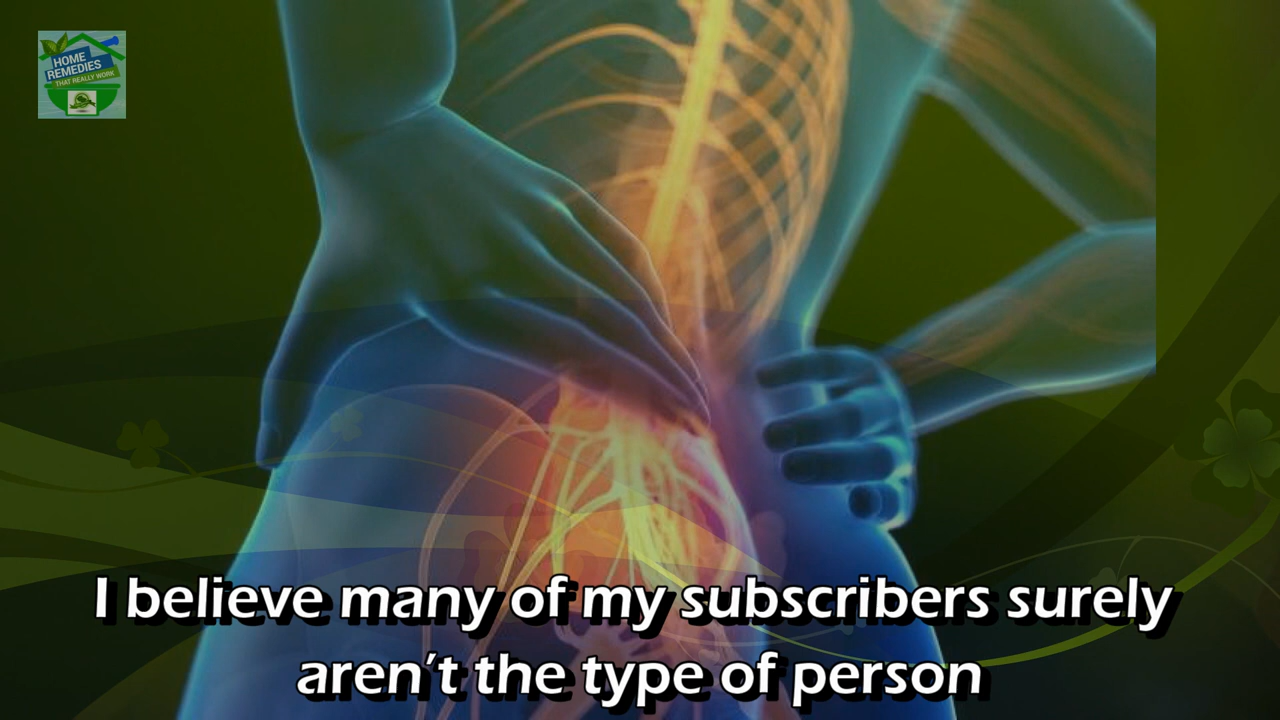 HOME
REMEDIES
THAT REALLY WORK
I believe many of my subscribers surely
aren't the type of person